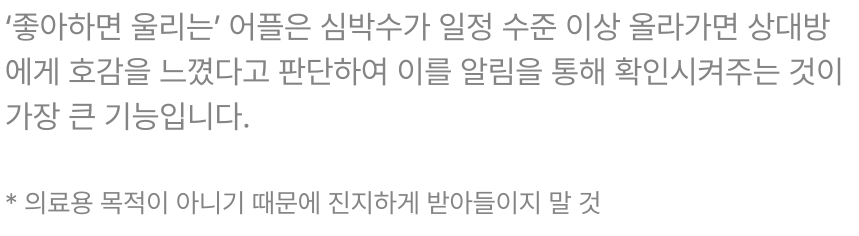 ‘좋아하면 울리는’ 어플은 심박수가 일정 수준 이상 올라가면 상대방
에게 호감을 느꼈다고 판단하여 이를 알림을 통해 확인시켜주는 것이
가장 큰 기능입니다.
* 의료용 목적이 아니기 때문에 진지하게 받아들이지 말 것